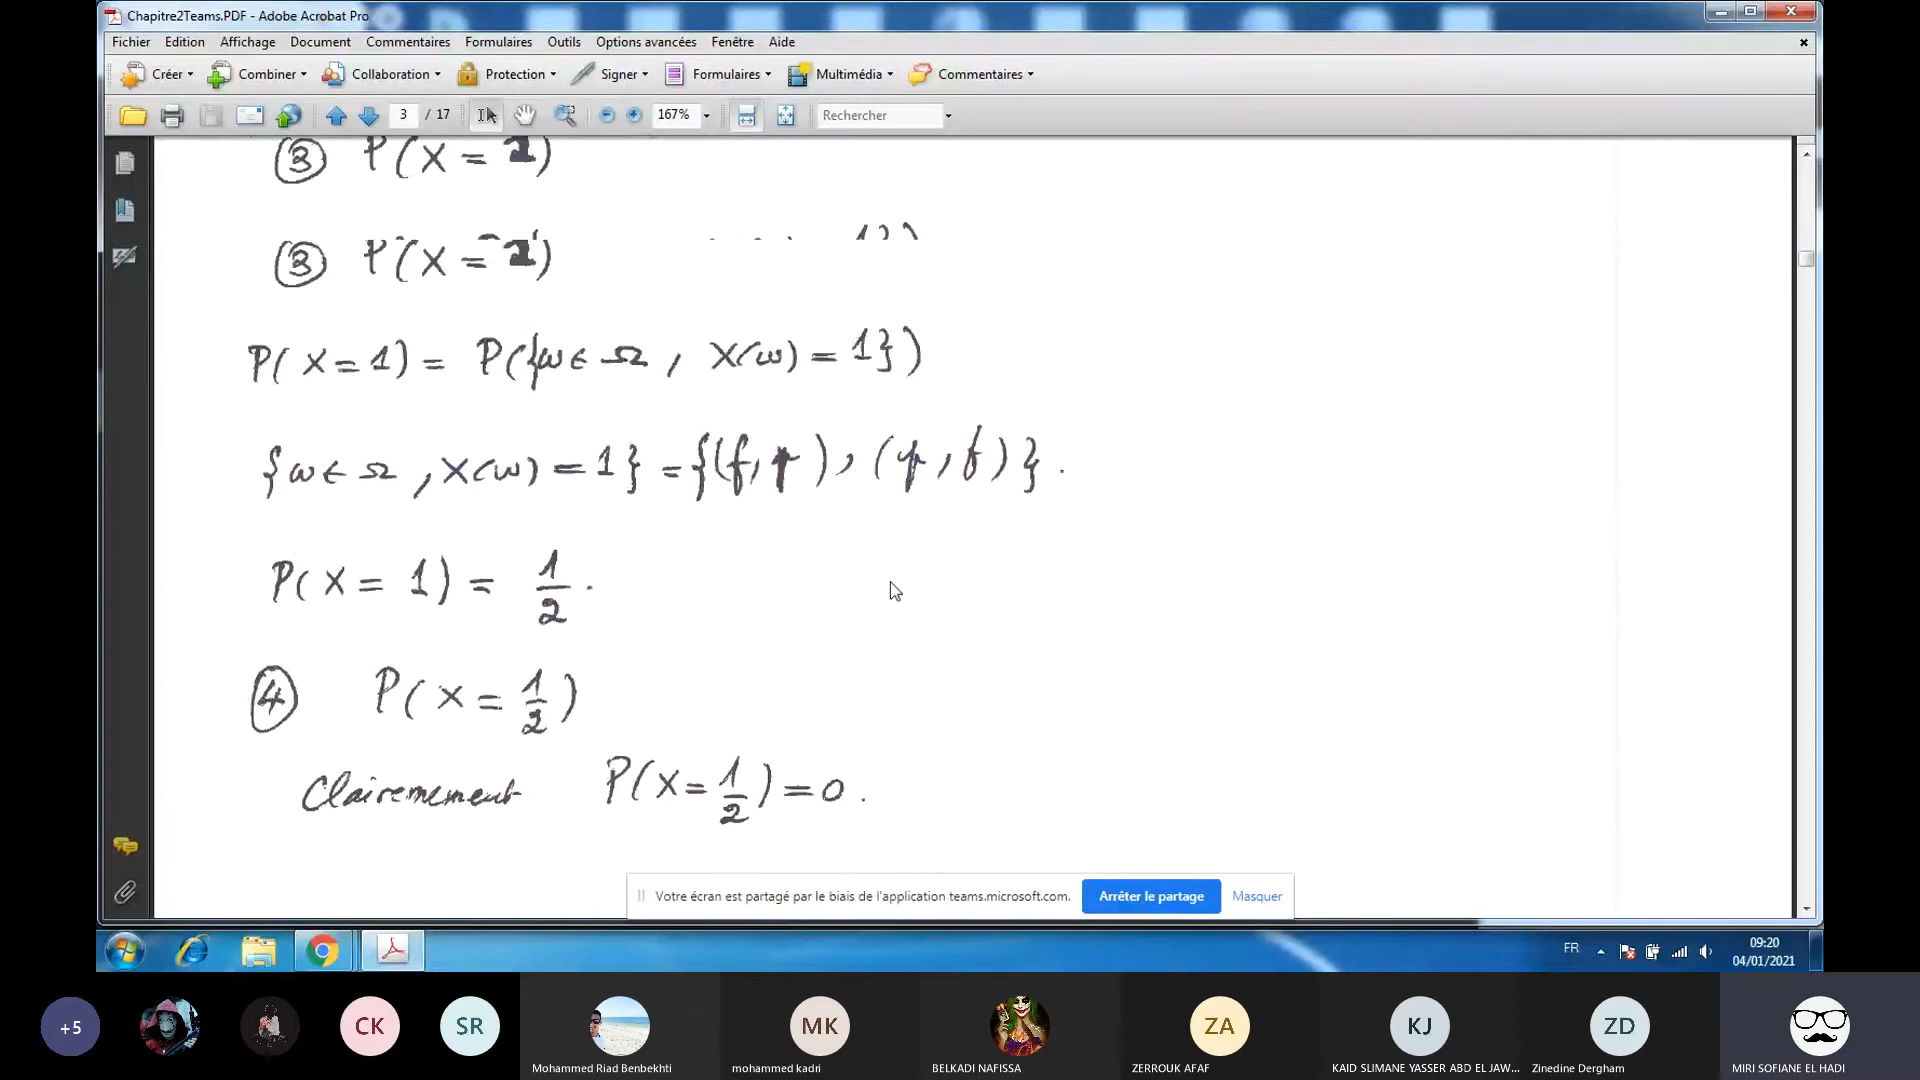 Chapitre2Teams.PDF - Adobe Acrobat Pro
Fichier Edition Affichage Document Commentaires Formulaires Outils Options avancées Fenêtre Aide
Créer Combiner Collaboration Protection Signer Formulaires Multimédia Commentaires
3 / 17 167% Rechercher
③ P(X = 1)
③ P(X = 1)
P(X = 1) = P({ω ∈ Ω, X(ω) = 1})
{ω ∈ Ω, X(ω) = 1} = {(f, p), (p, f)}.
P(X = 1) = 1/2.
④ P(X = 1/2)
Clairemement P(X = 1/2) = 0.
Votre écran est partagé par le biais de l'application teams.microsoft.com. Arrêter le partage Masquer
FR 09:20
04/01/2021
+5 CK SR MK ZA KJ ZD
Mohammed Riad Benbekhti mohammed kadri BELKADI NAFISSA ZERROUK AFAF KAID SLIMANE YASSER ABD EL JAW... Zinedine Dergham MIRI SOFIANE EL HADI